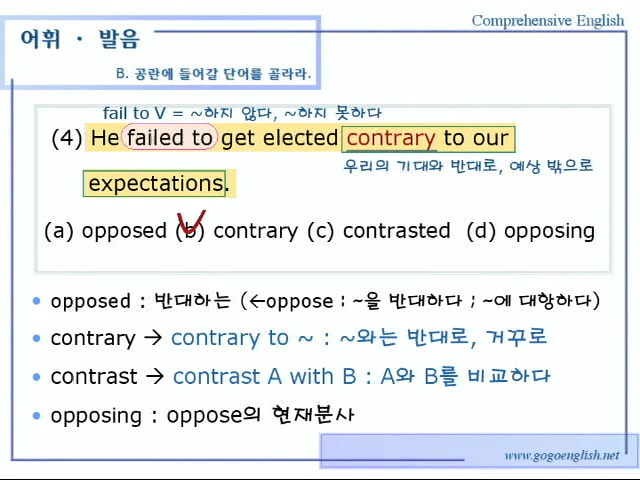 Comprehensive English
어휘 · 발음
B. 공란에 들어갈 단어를 골라라.
fail to V = ~하지 않다, ~하지 못하다
(4) He failed to get elected contrary to our
우리의 기대와 반대로, 예상 밖으로
expectations.
(a) opposed (b) contrary (c) contrasted (d) opposing
• opposed : 반대하는 (←oppose : ~을 반대하다 ; ~에 대항하다)
• contrary → contrary to ~ : ~와는 반대로, 거꾸로
• contrast → contrast A with B : A와 B를 비교하다
• opposing : oppose의 현재분사
www.gogoenglish.net